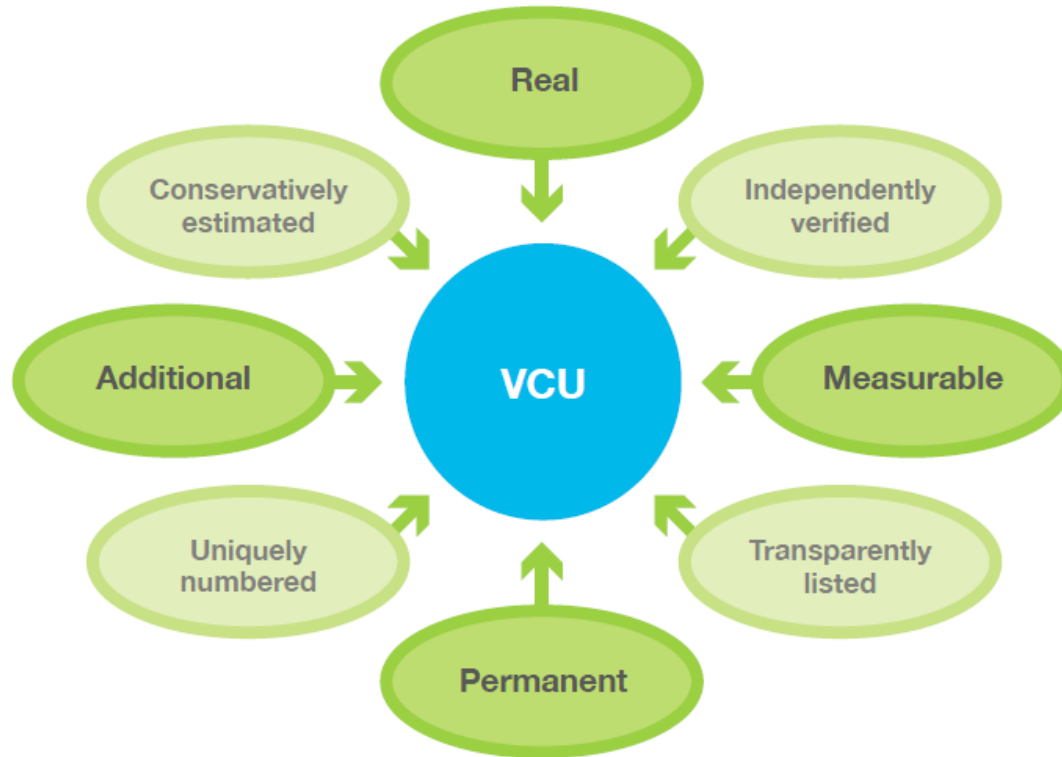 Real
Conservatively
estimated
Independently
verified
Additional
VCU
Measurable
Uniquely
numbered
Transparently
listed
Permanent